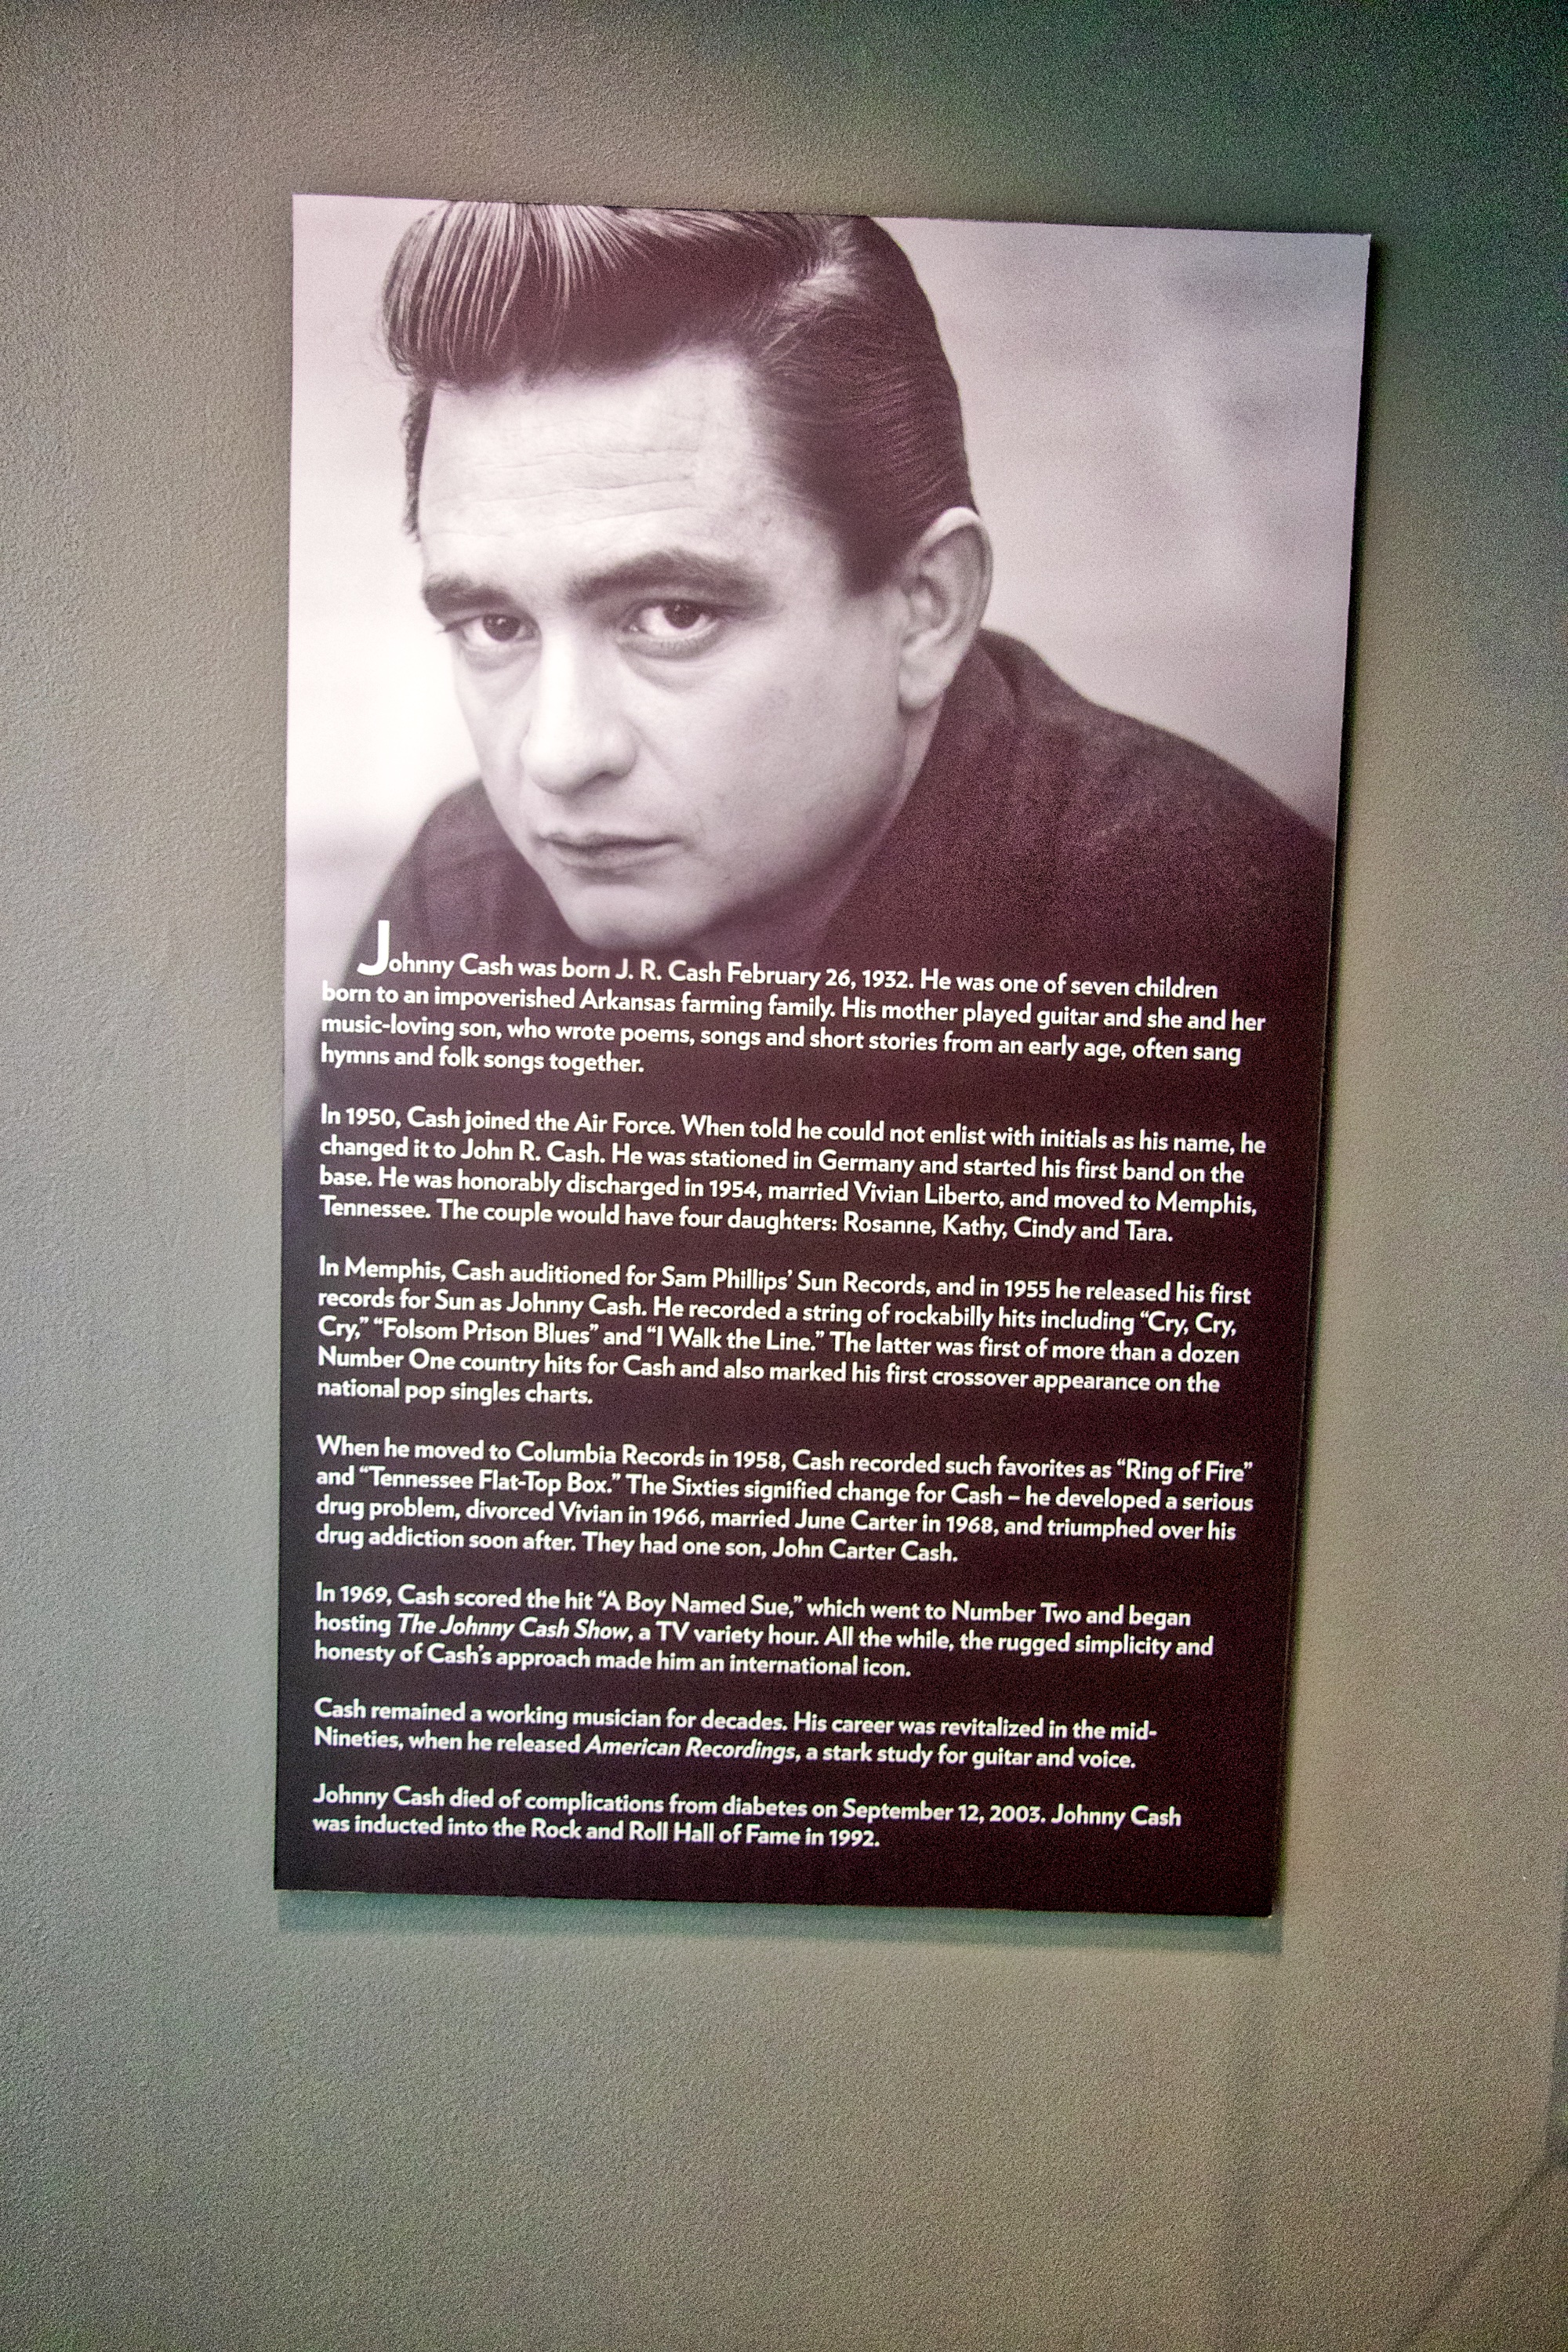 Johnny Cash was born J. R. Cash February 26, 1932. He was one of seven children
born to an impoverished Arkansas farming family. His mother played guitar and she and her
music-loving son, who wrote poems, songs and short stories from an early age, often sang
hymns and folk songs together.
In 1950, Cash joined the Air Force. When told he could not enlist with initials as his name, he
changed it to John R. Cash. He was stationed in Germany and started his first band on the
base. He was honorably discharged in 1954, married Vivian Liberto, and moved to Memphis,
Tennessee. The couple would have four daughters: Rosanne, Kathy, Cindy and Tara.
In Memphis, Cash auditioned for Sam Phillips’ Sun Records, and in 1955 he released his first
records for Sun as Johnny Cash. He recorded a string of rockabilly hits including “Cry, Cry,
Cry,” “Folsom Prison Blues” and “I Walk the Line.” The latter was first of more than a dozen
Number One country hits for Cash and also marked his first crossover appearance on the
national pop singles charts.
When he moved to Columbia Records in 1958, Cash recorded such favorites as “Ring of Fire”
and “Tennessee Flat-Top Box.” The Sixties signified change for Cash – he developed a serious
drug problem, divorced Vivian in 1966, married June Carter in 1968, and triumphed over his
drug addiction soon after. They had one son, John Carter Cash.
In 1969, Cash scored the hit “A Boy Named Sue,” which went to Number Two and began
hosting The Johnny Cash Show, a TV variety hour. All the while, the rugged simplicity and
honesty of Cash’s approach made him an international icon.
Cash remained a working musician for decades. His career was revitalized in the mid-
Nineties, when he released American Recordings, a stark study for guitar and voice.
Johnny Cash died of complications from diabetes on September 12, 2003. Johnny Cash
was inducted into the Rock and Roll Hall of Fame in 1992.